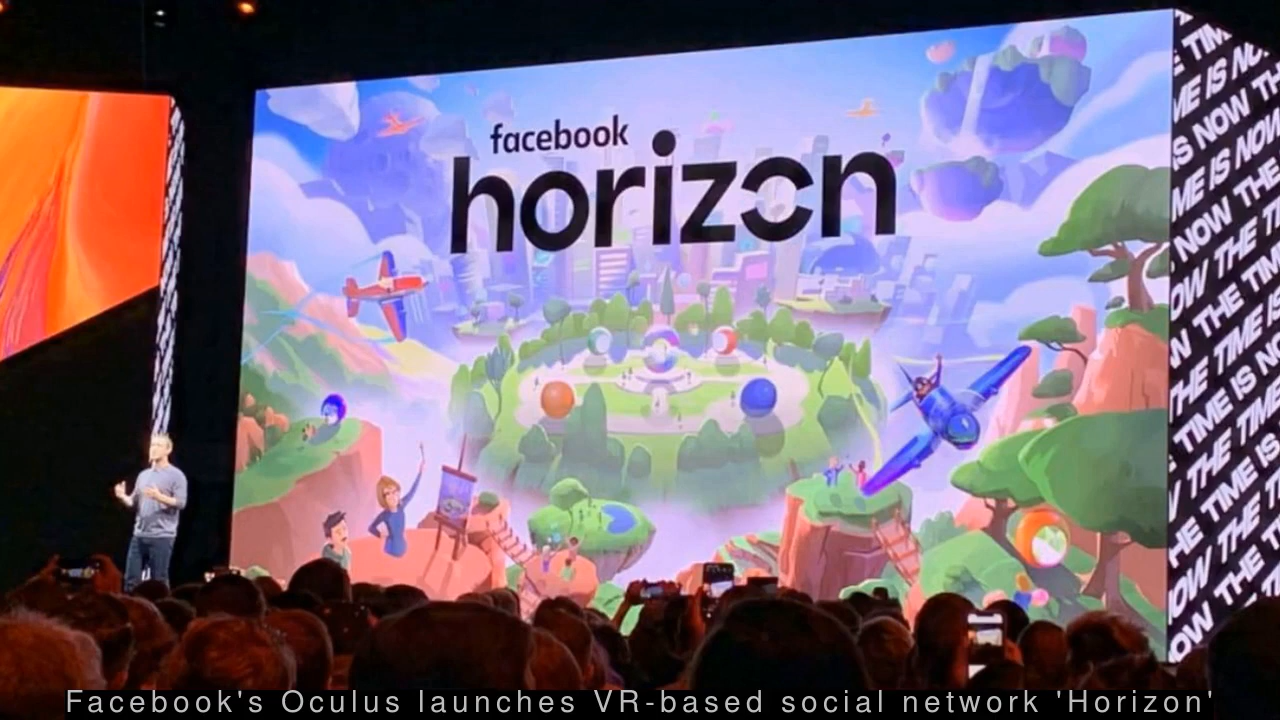 facebook
horizon
THE TIME IS NOW THE TIME IS NOW
Facebook's Oculus launches VR-based social network 'Horizon'